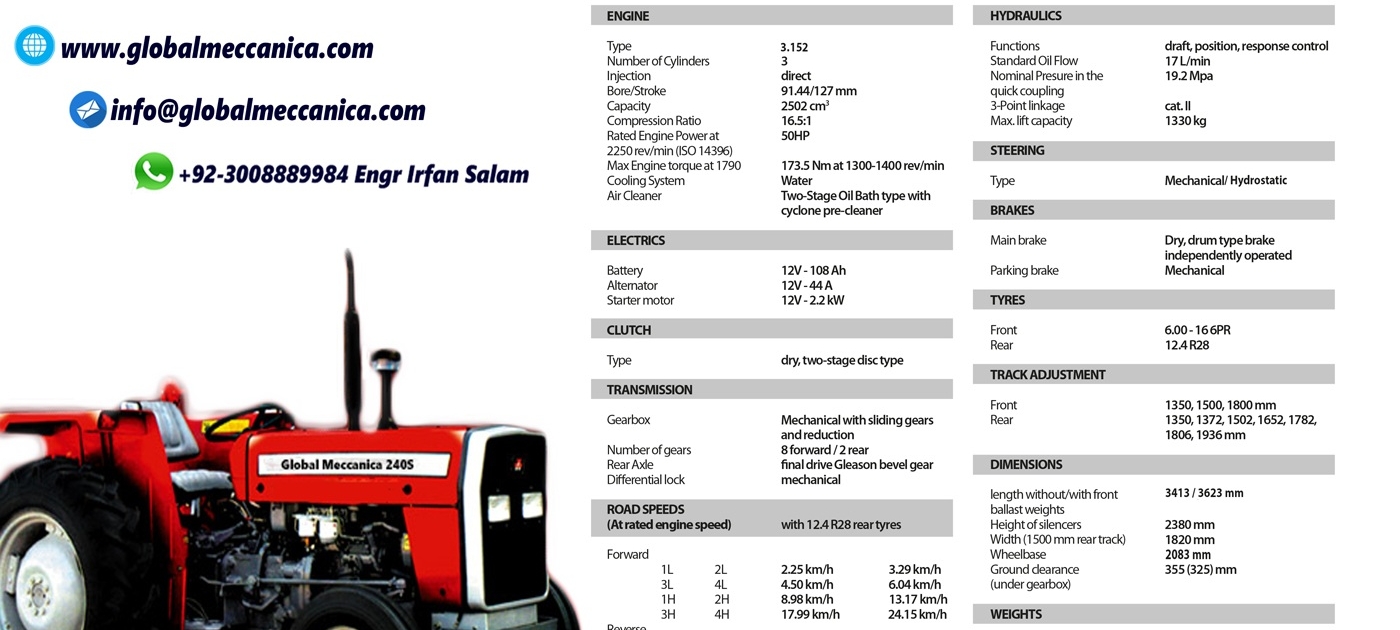 www.globalmeccanica.com
info@globalmeccanica.com
+92-3008889984 Engr Irfan Salam
Global Meccanica 240S
ENGINE
Type 3.152
Number of Cylinders 3
Injection direct
Bore/Stroke 91.44/127 mm
Capacity 2502 cm³
Compression Ratio 16.5:1
Rated Engine Power at 50HP
2250 rev/min (ISO 14396)
Max Engine torque at 1790 173.5 Nm at 1300-1400 rev/min
Cooling System Water
Air Cleaner Two-Stage Oil Bath type with
cyclone pre-cleaner
ELECTRICS
Battery 12V - 108 Ah
Alternator 12V - 44 A
Starter motor 12V - 2.2 kW
CLUTCH
Type dry, two-stage disc type
TRANSMISSION
Gearbox Mechanical with sliding gears
and reduction
Number of gears 8 forward / 2 rear
Rear Axle final drive Gleason bevel gear
Differential lock mechanical
ROAD SPEEDS
(At rated engine speed) with 12.4 R28 rear tyres
Forward
1L 2L 2.25 km/h 3.29 km/h
3L 4L 4.50 km/h 6.04 km/h
1H 2H 8.98 km/h 13.17 km/h
3H 4H 17.99 km/h 24.15 km/h
Reverse
HYDRAULICS
Functions draft, position, response control
Standard Oil Flow 17 L/min
Nominal Presure in the 19.2 Mpa
quick coupling
3-Point linkage cat. II
Max. lift capacity 1330 kg
STEERING
Type Mechanical/ Hydrostatic
BRAKES
Main brake Dry, drum type brake
independently operated
Parking brake Mechanical
TYRES
Front 6.00 - 16 6PR
Rear 12.4 R28
TRACK ADJUSTMENT
Front 1350, 1500, 1800 mm
Rear 1350, 1372, 1502, 1652, 1782,
1806, 1936 mm
DIMENSIONS
length without/with front 3413 / 3623 mm
ballast weights
Height of silencers 2380 mm
Width (1500 mm rear track) 1820 mm
Wheelbase 2083 mm
Ground clearance 355 (325) mm
(under gearbox)
WEIGHTS